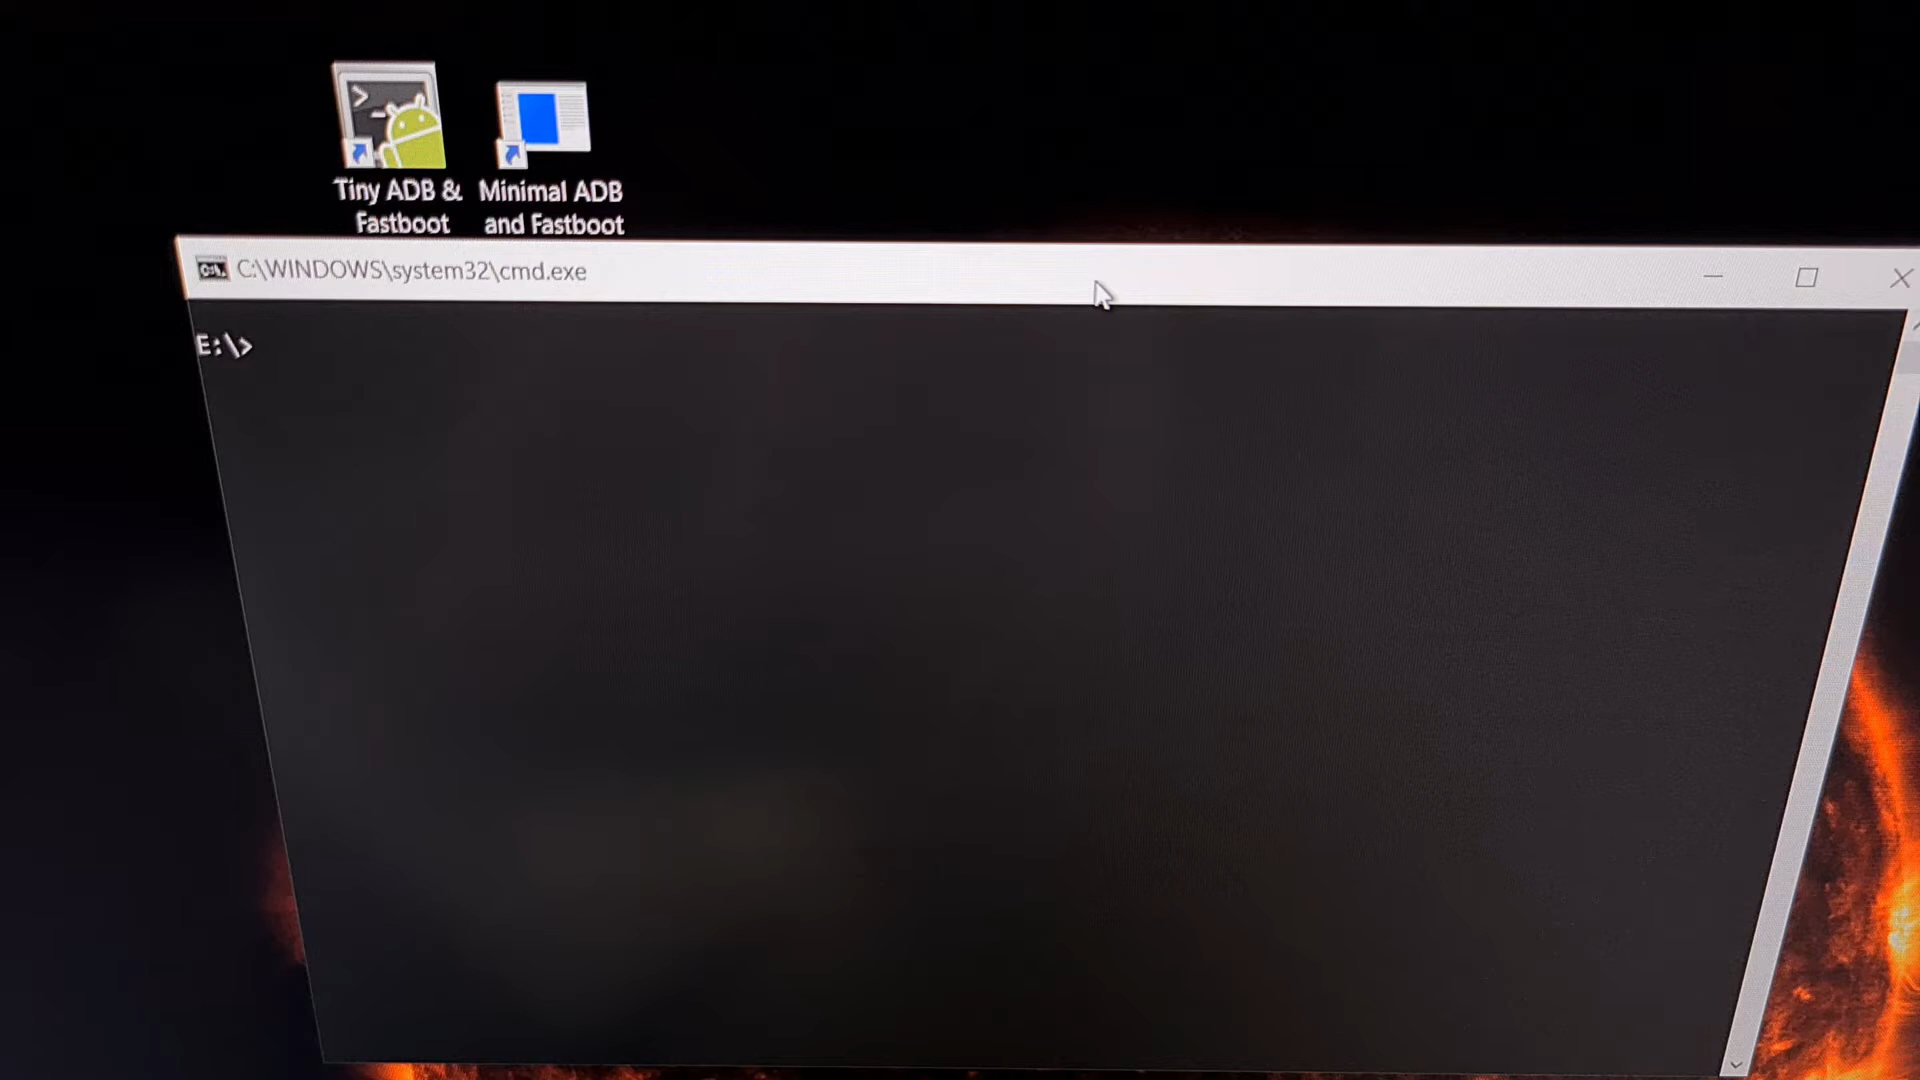 Tiny ADB &
Fastboot
Minimal ADB
and Fastboot
C:\WINDOWS\system32\cmd.exe
E:\>